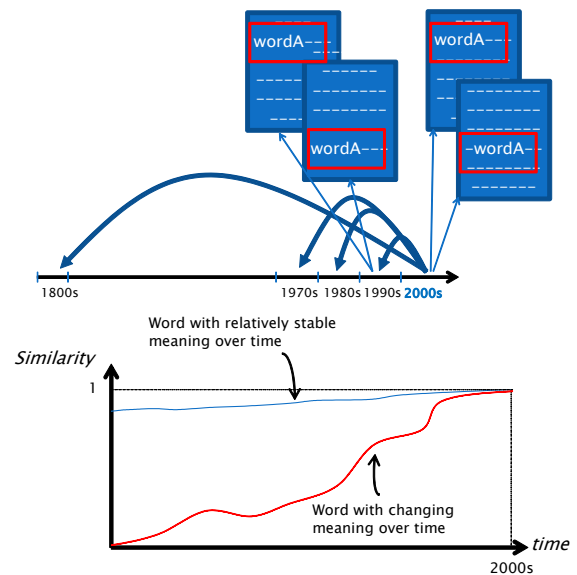 wordA
wordA
wordA
wordA
1800s
1970s
1980s
1990s
2000s
Word with relatively stable
meaning over time
Similarity
1
Word with changing
meaning over time
time
2000s